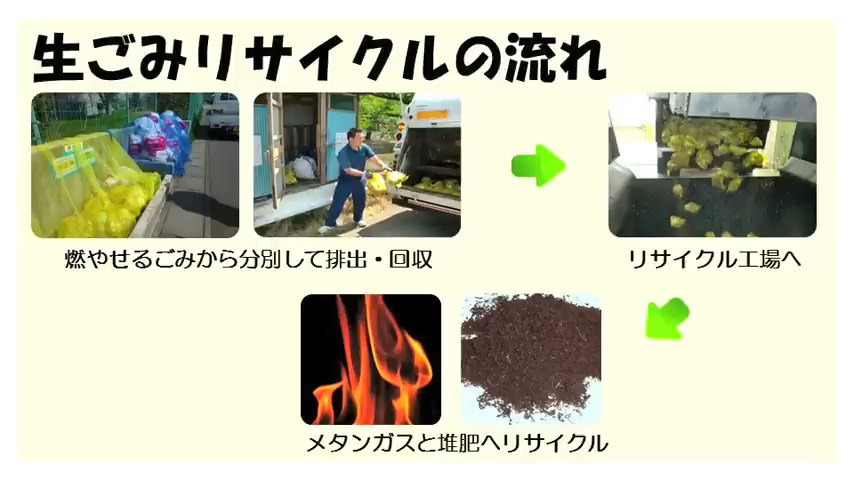 生ごみリサイクルの流れ
燃やせるごみから分別して排出・回収
リサイクル工場へ
メタンガスと堆肥へリサイクル